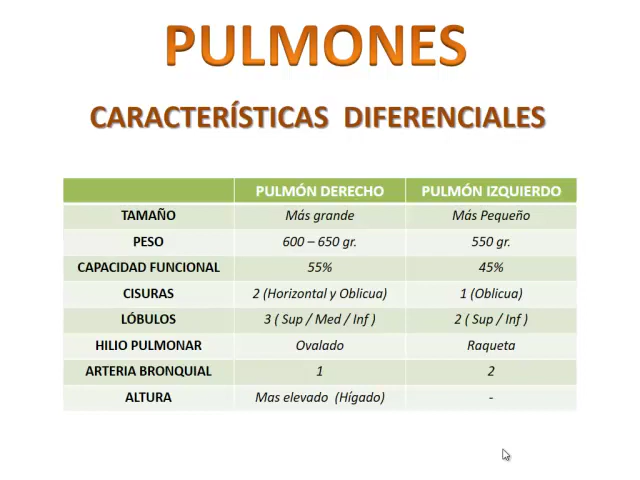 PULMONES
CARACTERÍSTICAS DIFERENCIALES
PULMÓN DERECHO PULMÓN IZQUIERDO
TAMAÑO Más grande Más Pequeño
PESO 600 – 650 gr. 550 gr.
CAPACIDAD FUNCIONAL 55% 45%
CISURAS 2 (Horizontal y Oblicua) 1 (Oblicua)
LÓBULOS 3 ( Sup / Med / Inf ) 2 ( Sup / Inf )
HILIO PULMONAR Ovalado Raqueta
ARTERIA BRONQUIAL 1 2
ALTURA Mas elevado (Hígado) -